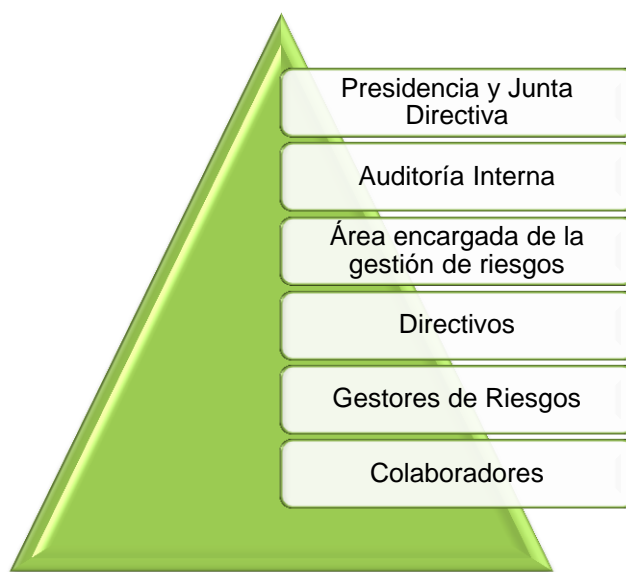 Presidencia y Junta
Directiva
Auditoría Interna
Área encargada de la
gestión de riesgos
Directivos
Gestores de Riesgos
Colaboradores